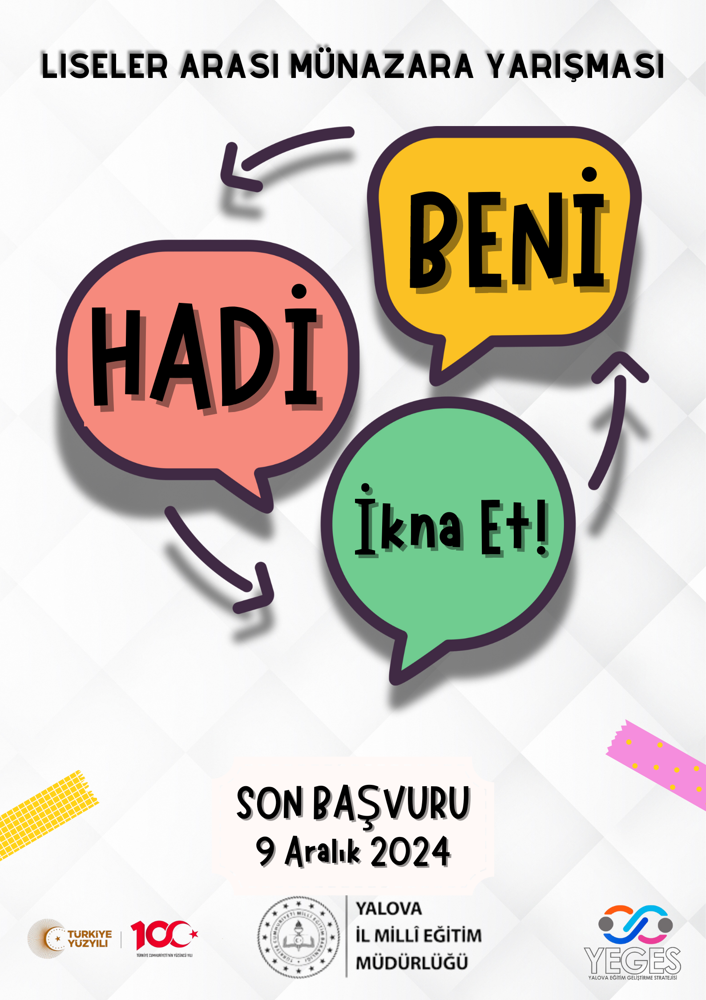 LISELER ARASI MÜNAZARA YARIŞMASI
HADİ
BENİ
İkna Et!
SON BAŞVURU
9 Aralık 2024
TÜRKİYE
YÜZYILI
100
TÜRKİYE CUMHURİYETİ'NİN YÜZÜNCÜ YILI
TÜRKİYE CUMHURİYETİ MİLLÎ EĞİTİM BAKANLIĞI
YALOVA
İL MİLLÎ EĞİTİM
MÜDÜRLÜĞÜ
YEGES
YALOVA EĞİTİM GELİŞTİRME STRATEJİSİ